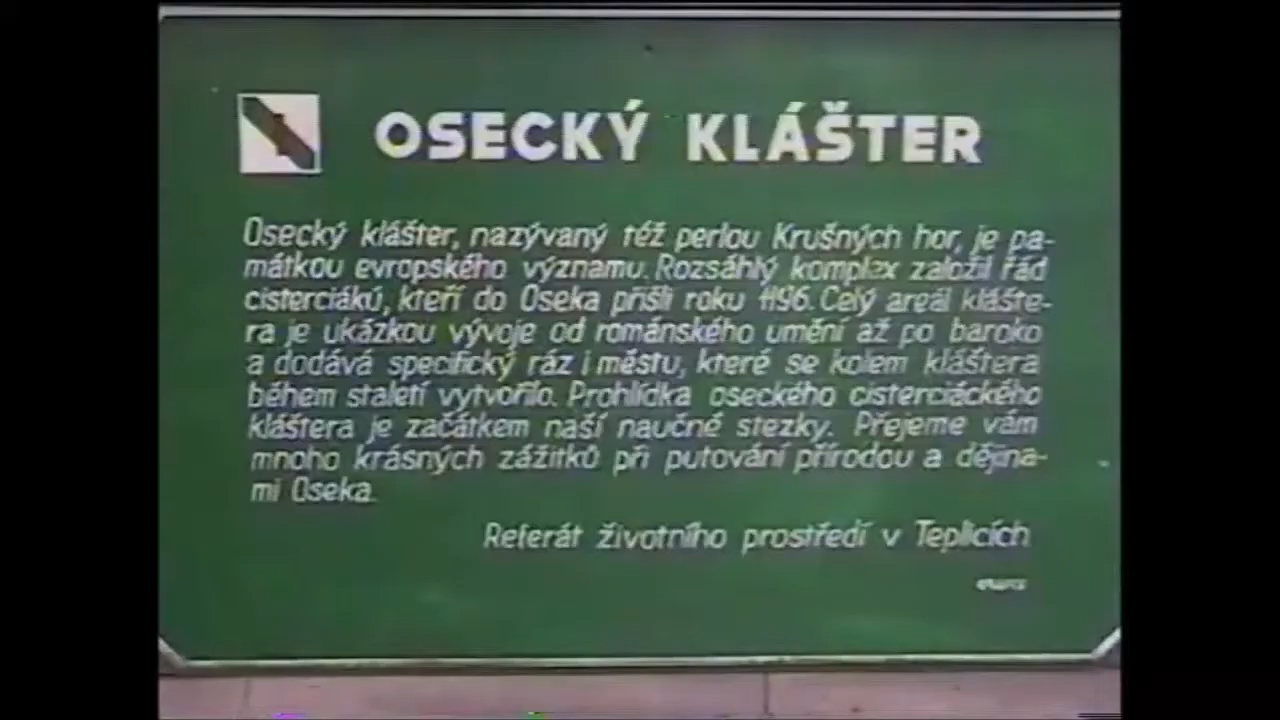 OSECKÝ KLÁŠTER
Osecký klášter, nazývaný též perlou Krušných hor, je pa-
mátkou evropského významu. Rozsáhlý komplex založil řád
cisterciáků, kteří do Oseka přišli roku 1196. Celý areál klášte-
ra je ukázkou vývoje od románského umění až po baroko
a dodává specifický ráz i městu, které se kolem kláštera
během staletí vytvořilo. Prohlídka oseckého cisterciáckého
kláštera je začátkem naší naučné stezky. Přejeme vám
mnoho krásných zážitků při putování přírodou a dějina-
mi Oseka.
Referát životního prostředí v Teplicích